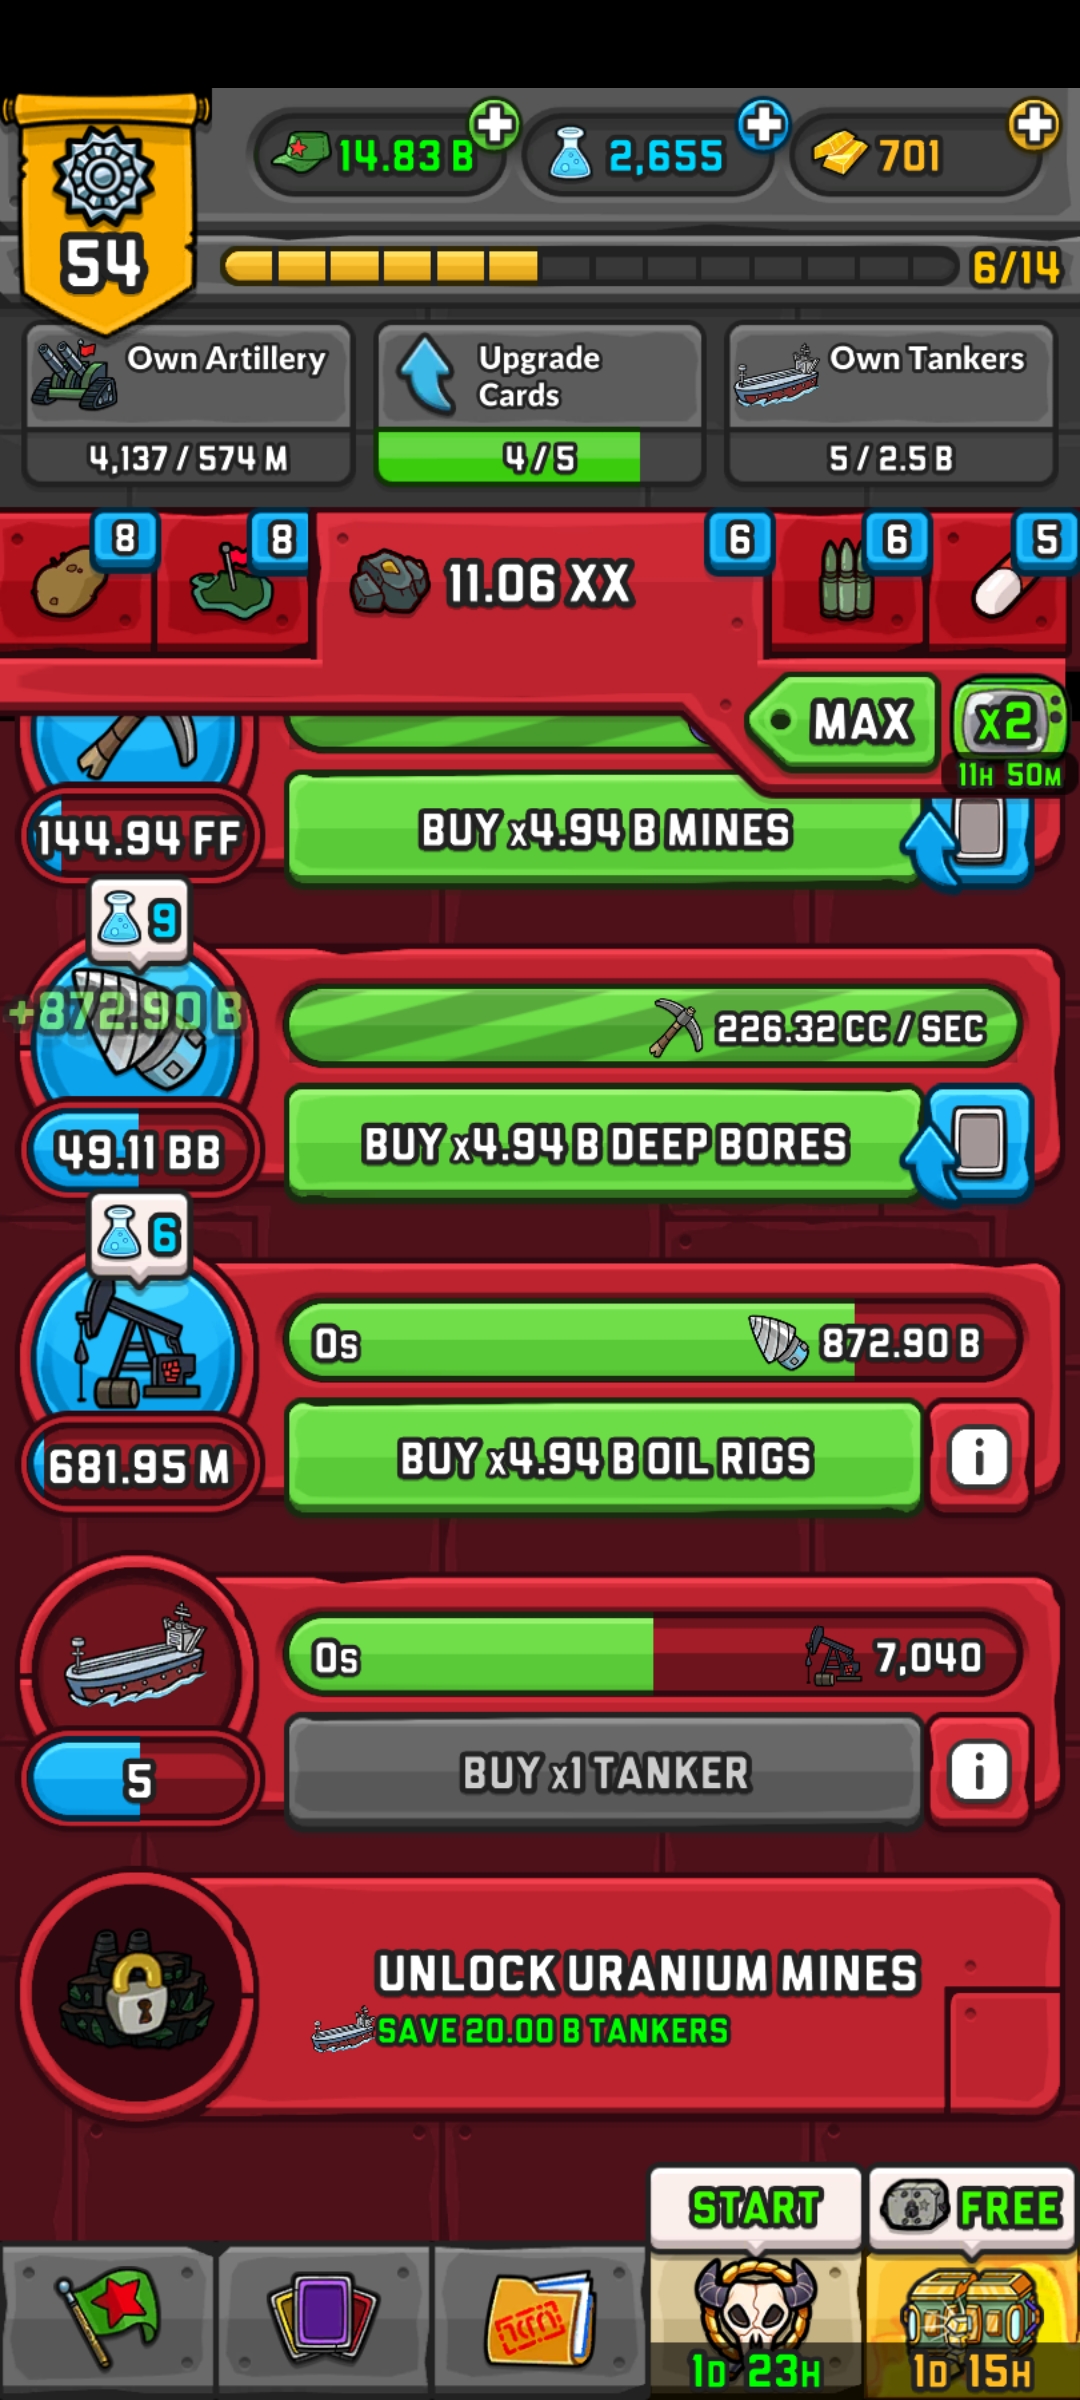 14.83 B
2,655
701
54
6/14
Own Artillery
4,137 / 574 M
Upgrade
Cards
4 / 5
Own Tankers
5 / 2.5 B
8
8
11.06 XX
6
6
5
MAX
x2
11H 50M
144.94 FF
BUY x4.94 B MINES
9
+872.90 B
226.32 CC / SEC
49.11 BB
BUY x4.94 B DEEP BORES
6
0s
872.90 B
681.95 M
BUY x4.94 B OIL RIGS
i
0s
7,040
5
BUY x1 TANKER
i
UNLOCK URANIUM MINES
SAVE 20.00 B TANKERS
START
FREE
1D 23H
1D 15H